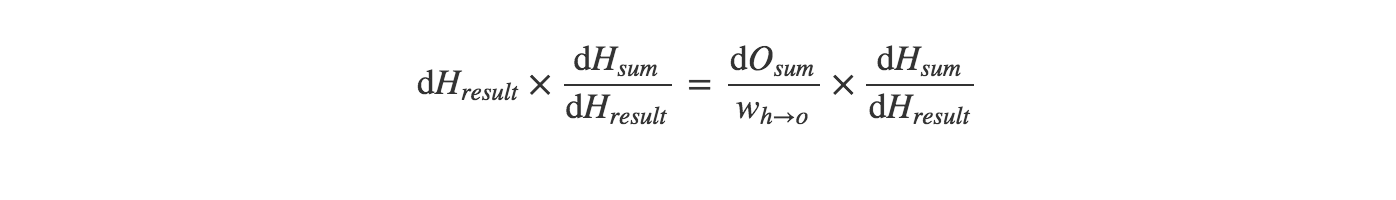 dH_result × dH_sum / dH_result = dO_sum / w_h→o × dH_sum / dH_result